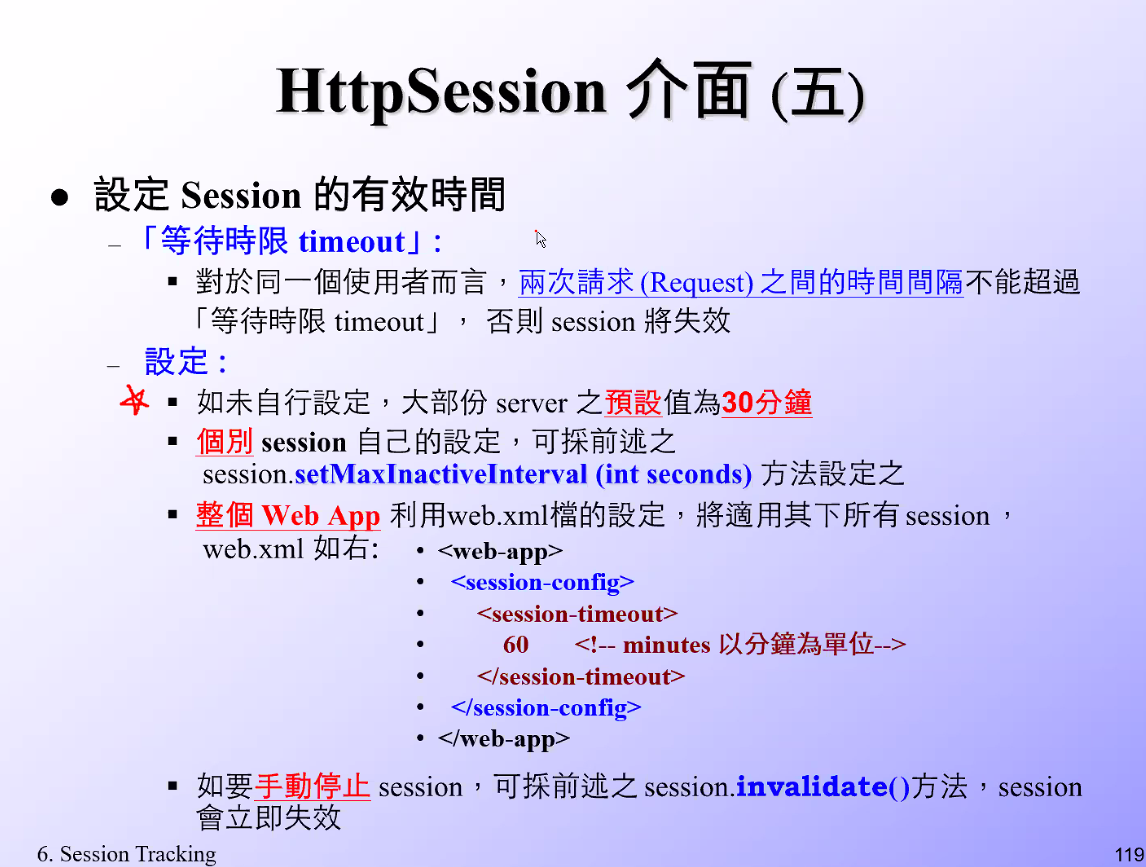 HttpSession 介面 (五)
● 設定 Session 的有效時間
– 「等待時限 timeout」:
▪ 對於同一個使用者而言，兩次請求 (Request) 之間的時間間隔不能超過
「等待時限 timeout」， 否則 session 將失效
– 設定 :
▪ 如未自行設定，大部份 server 之預設值為30分鐘
▪ 個別 session 自己的設定，可採前述之
session.setMaxInactiveInterval (int seconds) 方法設定之
▪ 整個 Web App 利用web.xml檔的設定，將適用其下所有 session，
web.xml 如右:
• <web-app>
• <session-config>
• <session-timeout>
• 60 <!-- minutes 以分鐘為單位-->
• </session-timeout>
• </session-config>
• </web-app>
▪ 如要手動停止 session，可採前述之 session.invalidate()方法，session
會立即失效
6. Session Tracking
119